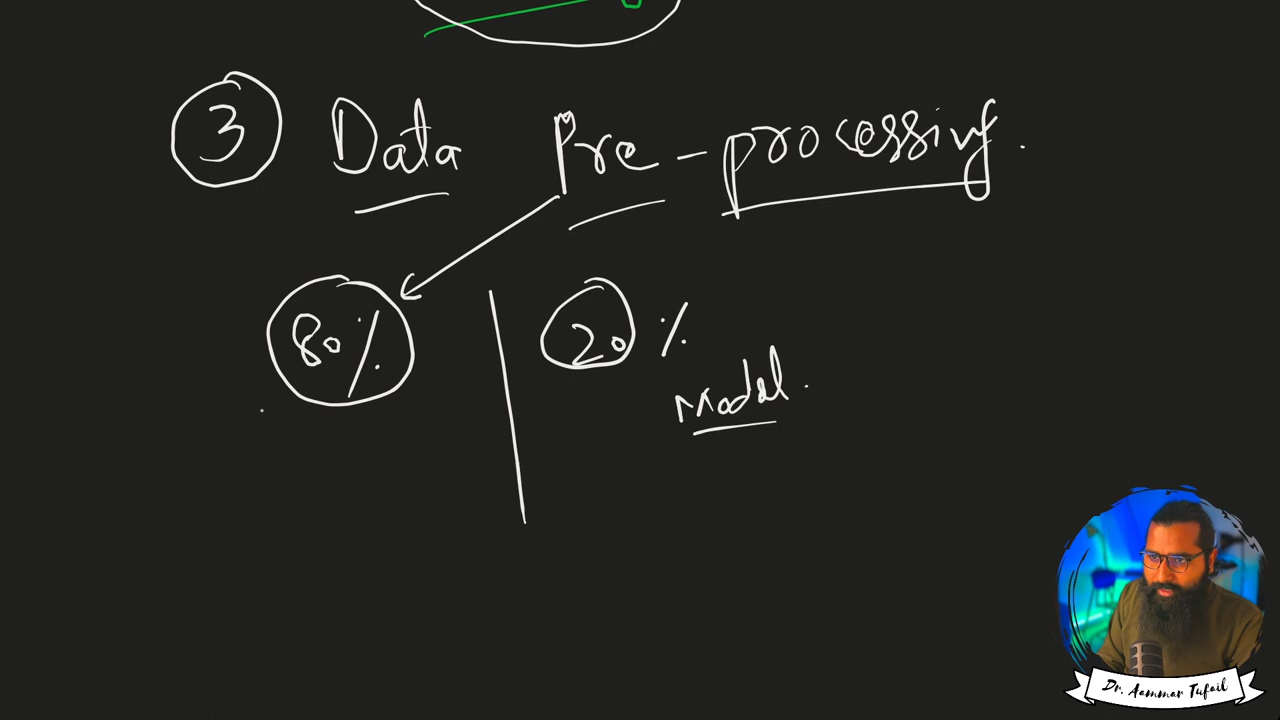 3 Data Pre-processing.
80% 20%
Model.
Dr. Aammar Tufail